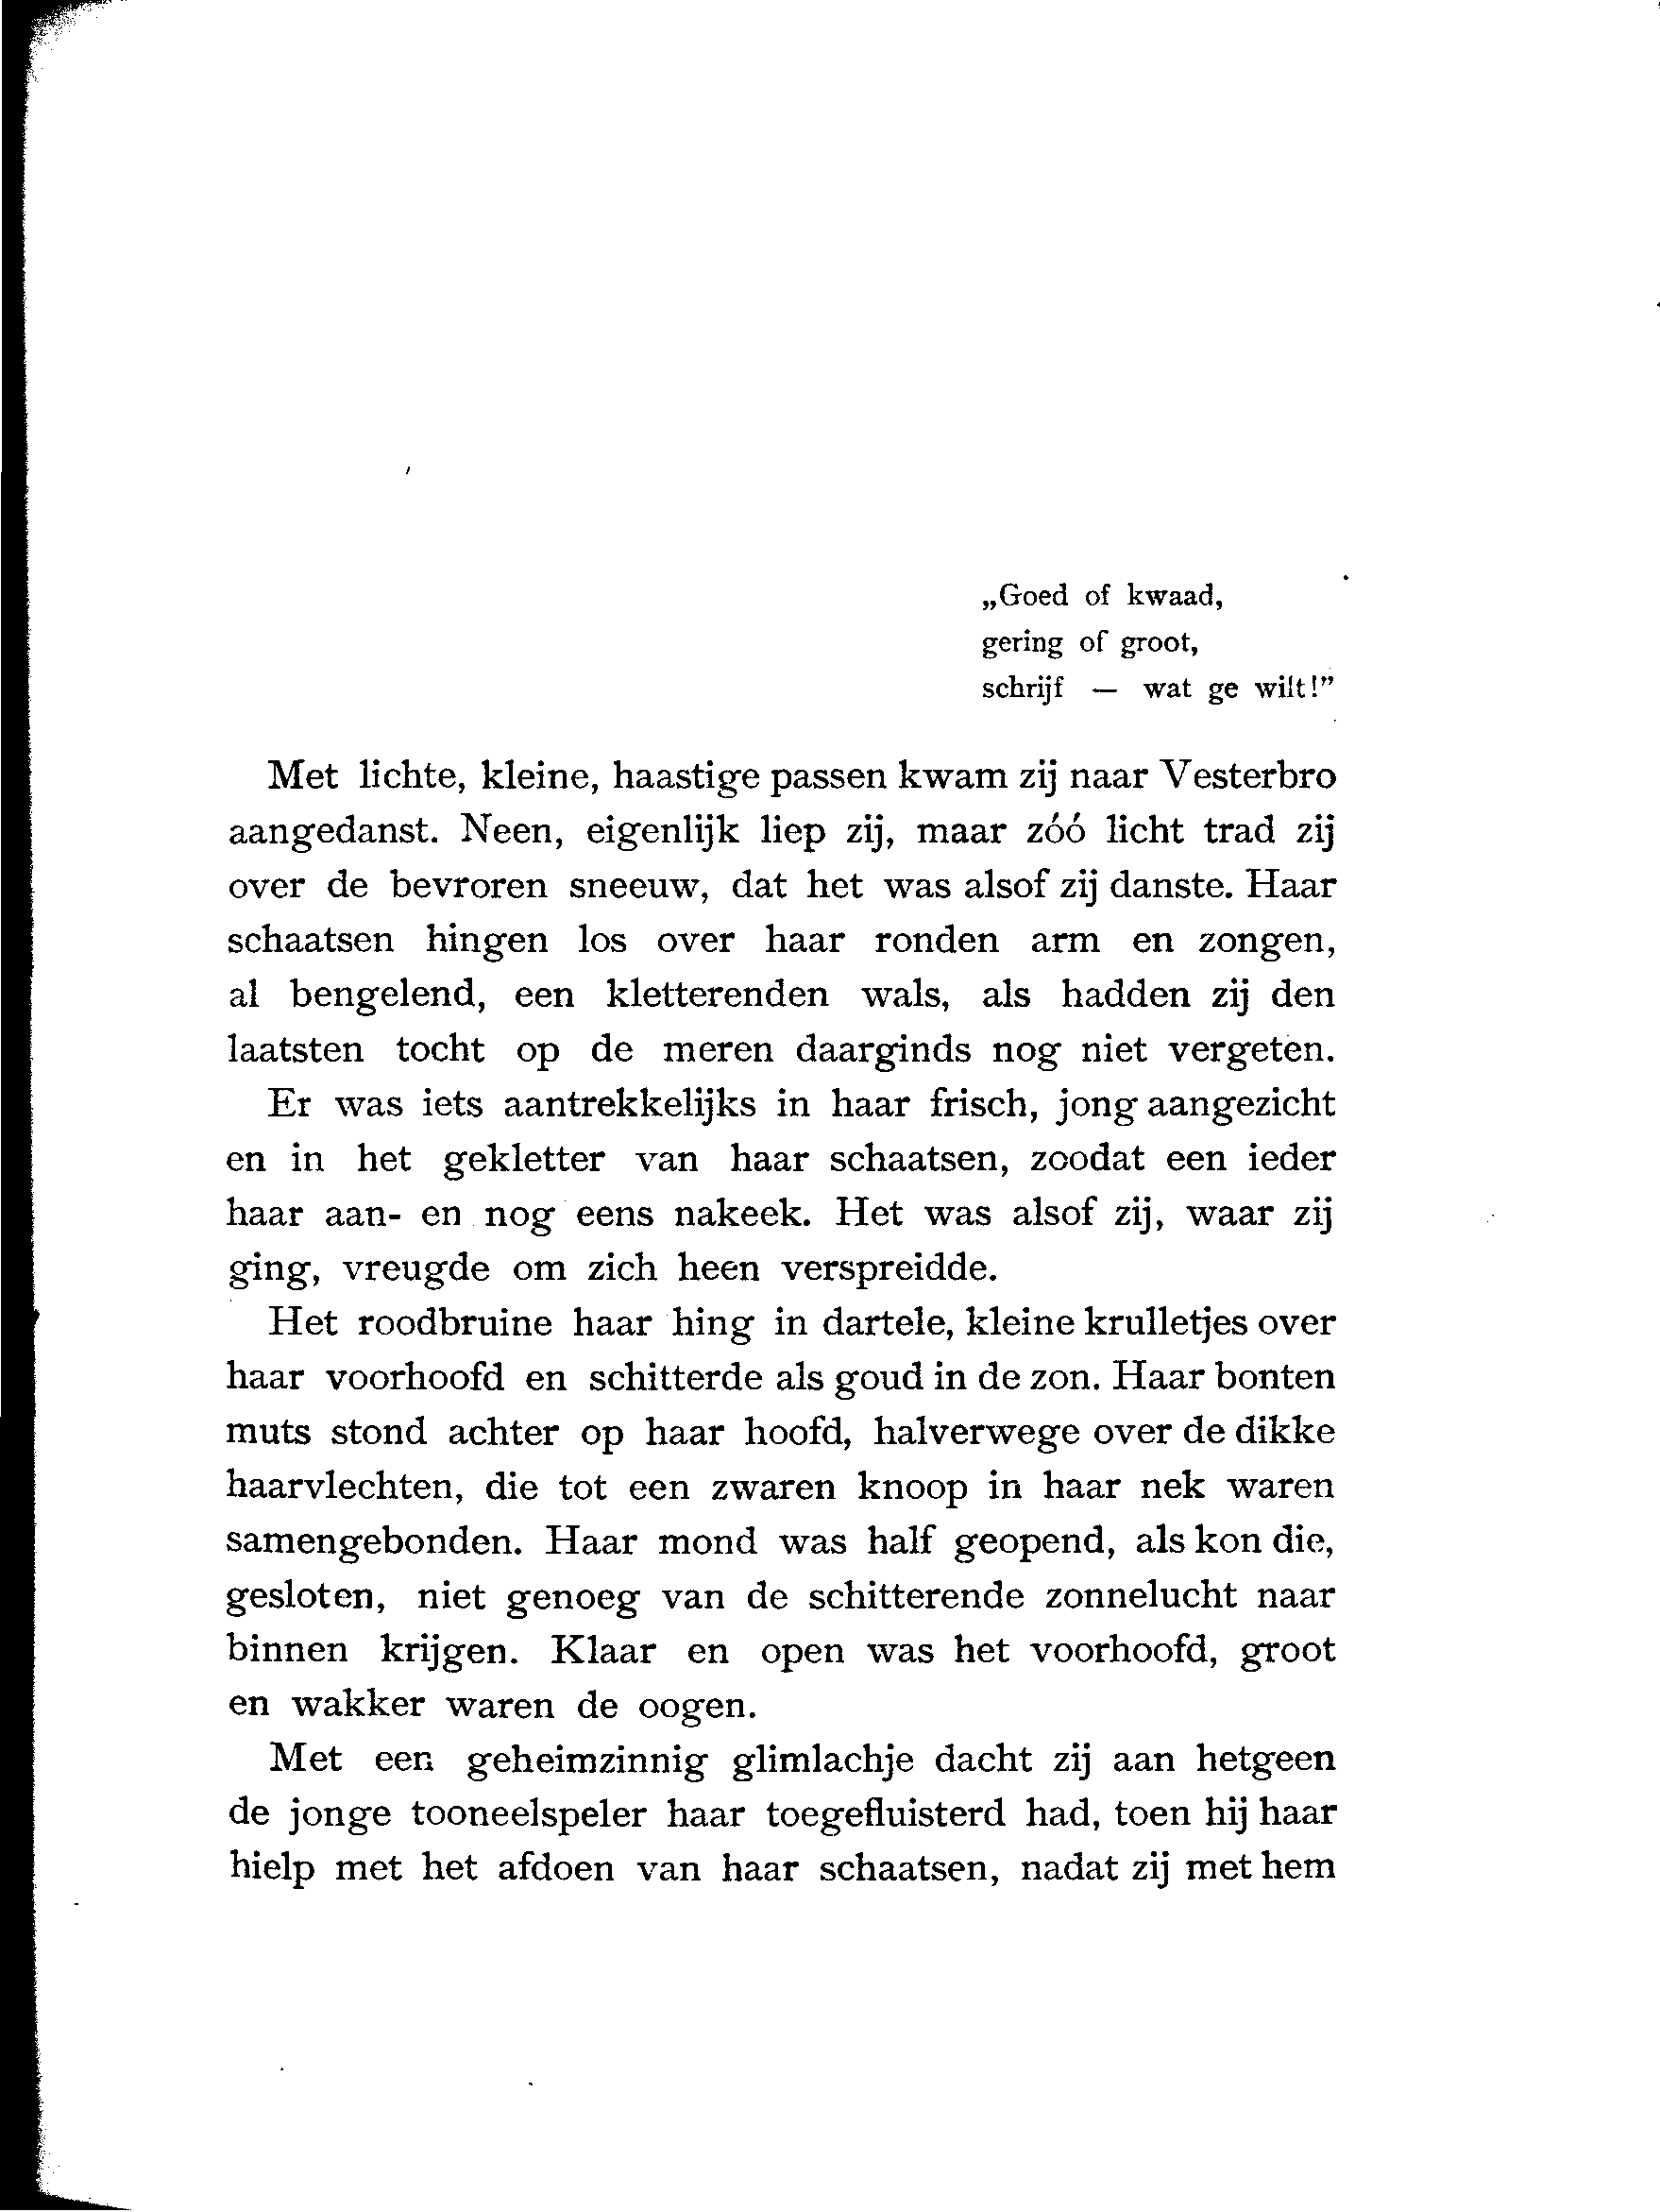 „Goed of kwaad,
gering of groot,
schrijf — wat ge wilt!”
Met lichte, kleine, haastige passen kwam zij naar Vesterbro
aangedanst. Neen, eigenlijk liep zij, maar zóó licht trad zij
over de bevroren sneeuw, dat het was alsof zij danste. Haar
schaatsen hingen los over haar ronden arm en zongen,
al bengelend, een kletterenden wals, als hadden zij den
laatsten tocht op de meren daarginds nog niet vergeten.
Er was iets aantrekkelijks in haar frisch, jong aangezicht
en in het gekletter van haar schaatsen, zoodat een ieder
haar aan- en nog eens nakeek. Het was alsof zij, waar zij
ging, vreugde om zich heen verspreidde.
Het roodbruine haar hing in dartele, kleine krulletjes over
haar voorhoofd en schitterde als goud in de zon. Haar bonten
muts stond achter op haar hoofd, halverwege over de dikke
haarvlechten, die tot een zwaren knoop in haar nek waren
samengebonden. Haar mond was half geopend, als kon die,
gesloten, niet genoeg van de schitterende zonnelucht naar
binnen krijgen. Klaar en open was het voorhoofd, groot
en wakker waren de oogen.
Met een geheimzinnig glimlachje dacht zij aan hetgeen
de jonge tooneelspeler haar toegefluisterd had, toen hij haar
hielp met het afdoen van haar schaatsen, nadat zij met hem